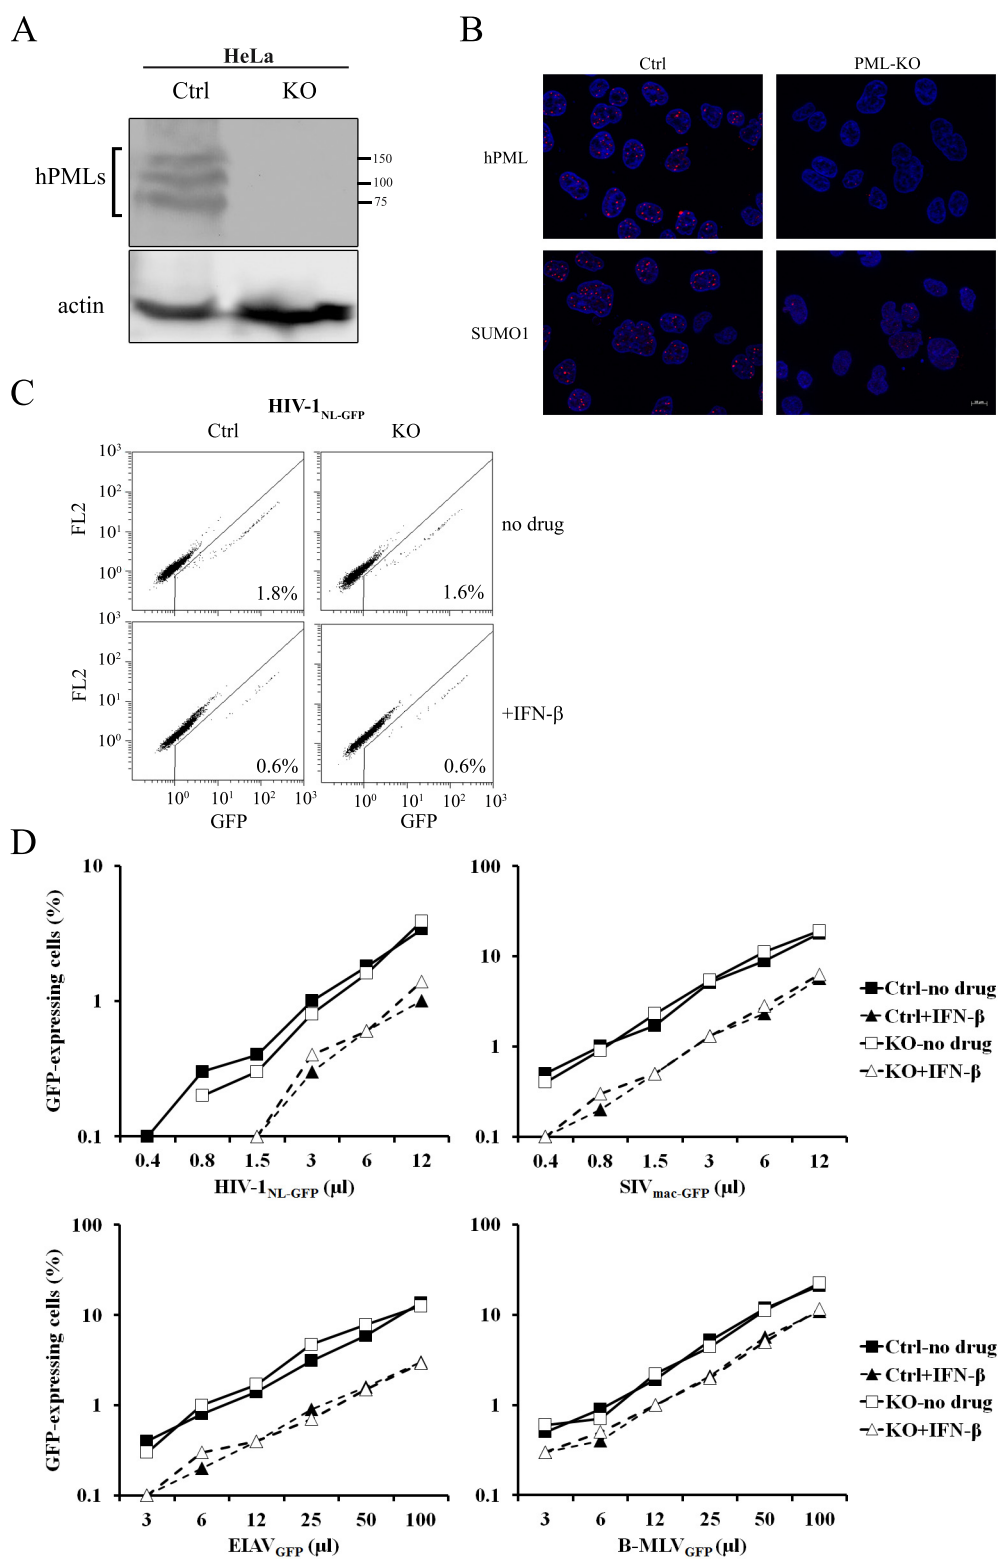 A
HeLa
Ctrl KO
hPMLs
150
100
75
actin
B
Ctrl PML-KO
hPML
SUMO1
C
HIV-1NL-GFP
Ctrl KO
FL2
10³
10²
10¹
10⁰
1.8%
1.6%
no drug
FL2
10³
10²
10¹
10⁰
0.6%
0.6%
+IFN-β
10⁰ 10¹ 10² 10³
10⁰ 10¹ 10² 10³
GFP GFP
D
GFP-expressing cells (%)
10
1
0.1
0.4 0.8 1.5 3 6 12
HIV-1NL-GFP (µl)
100
10
1
0.1
0.4 0.8 1.5 3 6 12
SIVmac-GFP (µl)
Ctrl-no drug
Ctrl+IFN-β
KO-no drug
KO+IFN-β
GFP-expressing cells (%)
100
10
1
0.1
3 6 12 25 50 100
EIAVGFP (µl)
100
10
1
0.1
3 6 12 25 50 100
B-MLVGFP (µl)
Ctrl-no drug
Ctrl+IFN-β
KO-no drug
KO+IFN-β